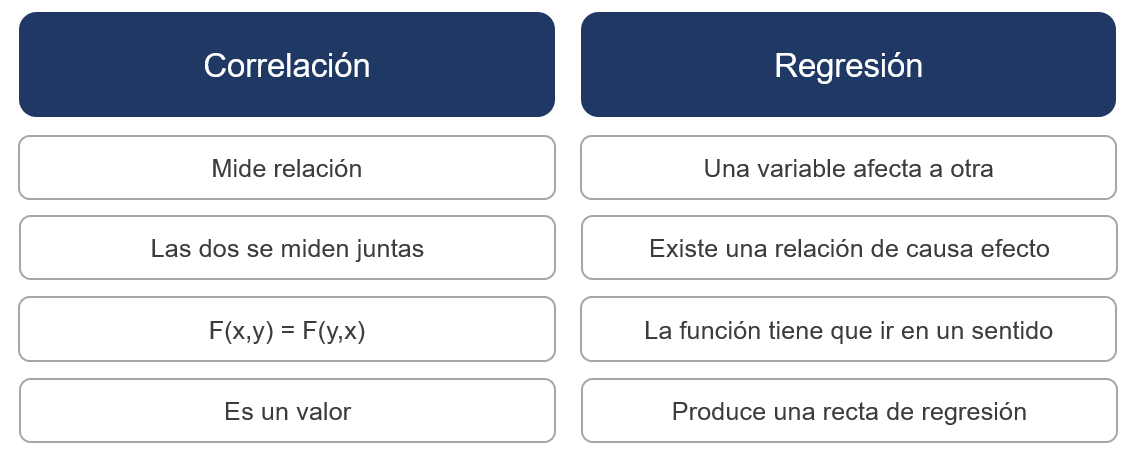 Correlación
Regresión
Mide relación
Una variable afecta a otra
Las dos se miden juntas
Existe una relación de causa efecto
F(x,y) = F(y,x)
La función tiene que ir en un sentido
Es un valor
Produce una recta de regresión